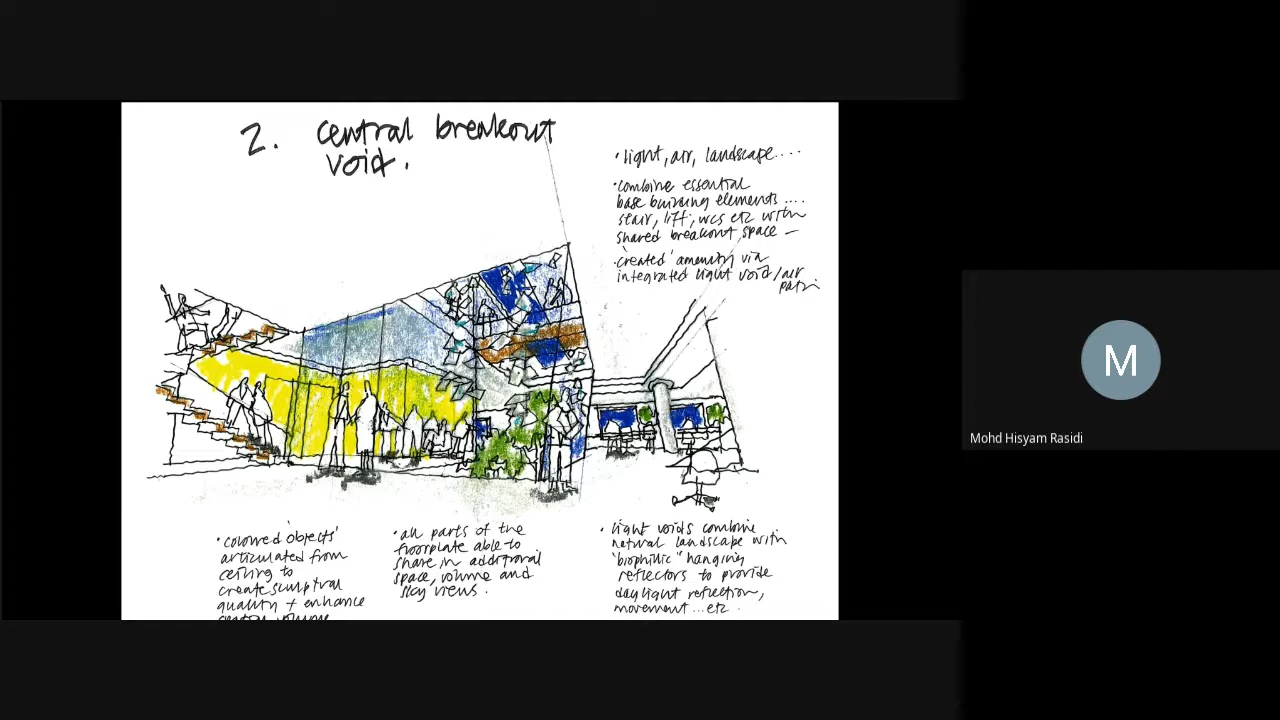 2. central breakout
void.
• light, air, landscape....
• combine essential
base building elements ....
stair, lift, wcs etc with
shared breakout space –
• 'created' amenity via
integrated light void/air
path
• coloured 'objects'
articulated from
ceiling to
create sculptural
quality + enhance
central volume
• all parts of the
floorplate able to
share in additional
space, volume and
sky views.
• light voids combine
natural landscape with
"biophilic" hanging
reflectors to provide
daylight reflection,
movement ... etc.
M
Mohd Hisyam Rasidi